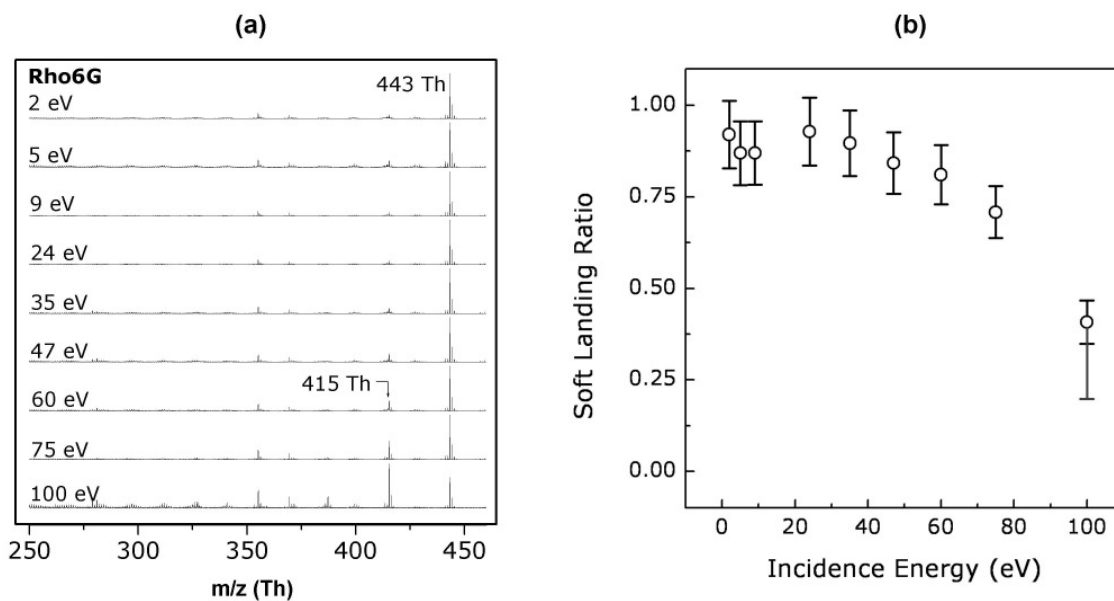 (a)
Rho6G
443 Th
2 eV
5 eV
9 eV
24 eV
35 eV
47 eV
415 Th
60 eV
75 eV
100 eV
250 300 350 400 450
m/z (Th)
(b)
Soft Landing Ratio
1.00
0.75
0.50
0.25
0.00
0 20 40 60 80 100
Incidence Energy (eV)